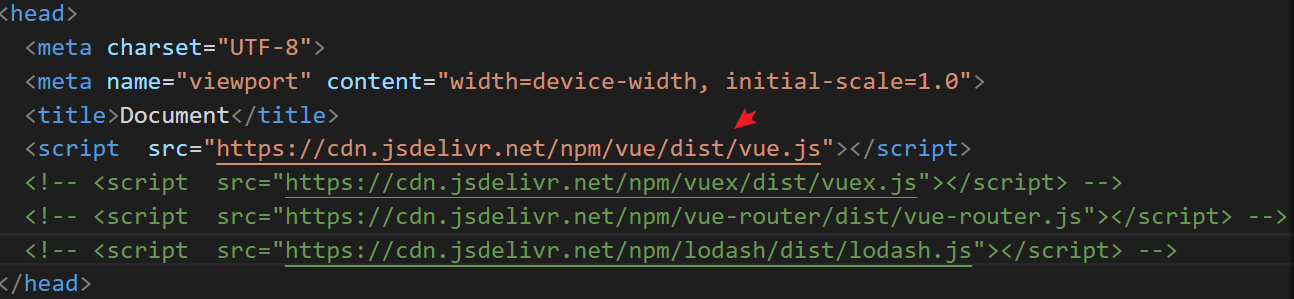 <head>
<meta charset="UTF-8">
<meta name="viewport" content="width=device-width, initial-scale=1.0">
<title>Document</title>
<script  src="https://cdn.jsdelivr.net/npm/vue/dist/vue.js"></script>
<!-- <script  src="https://cdn.jsdelivr.net/npm/vuex/dist/vuex.js"></script> -->
<!-- <script  src="https://cdn.jsdelivr.net/npm/vue-router/dist/vue-router.js"></script> -->
<!-- <script  src="https://cdn.jsdelivr.net/npm/lodash/dist/lodash.js"></script> -->
</head>